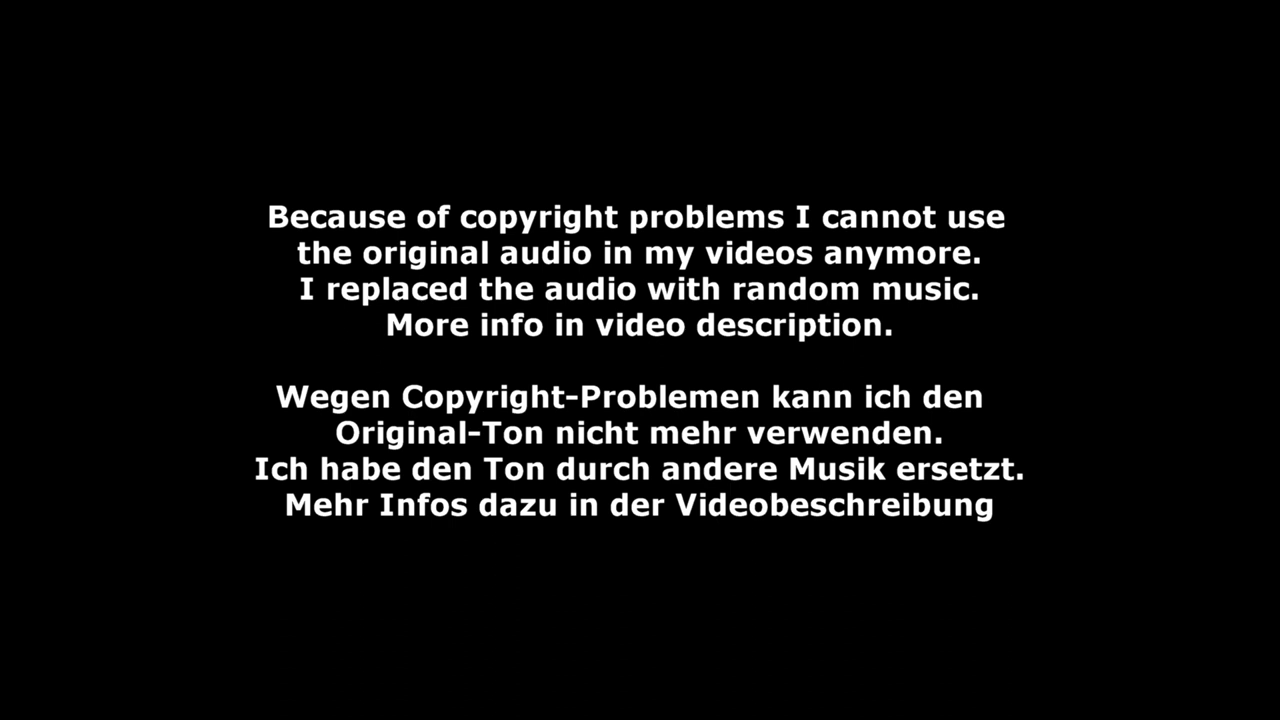 Because of copyright problems I cannot use
the original audio in my videos anymore.
I replaced the audio with random music.
More info in video description.
Wegen Copyright-Problemen kann ich den
Original-Ton nicht mehr verwenden.
Ich habe den Ton durch andere Musik ersetzt.
Mehr Infos dazu in der Videobeschreibung